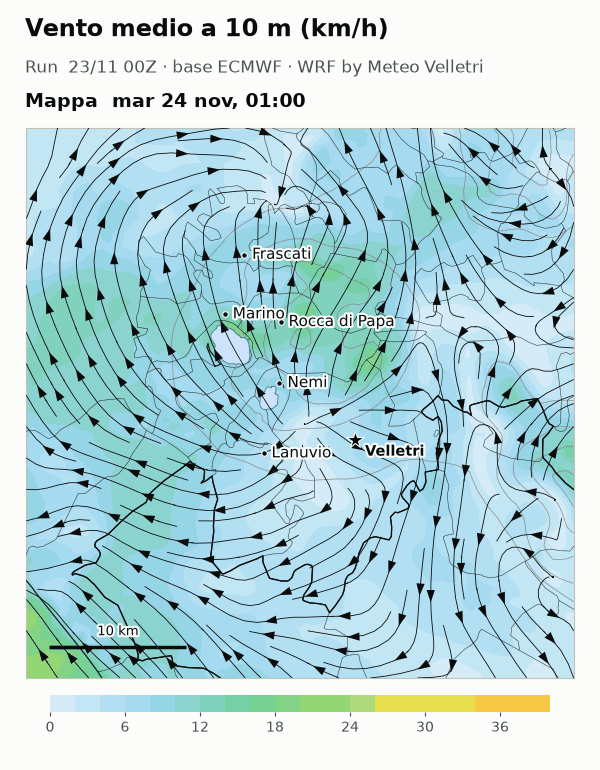 Vento medio a 10 m (km/h)
Run  23/11 00Z · base ECMWF · WRF by Meteo Velletri
Mappa  mar 24 nov, 01:00
Frascati
Marino
Rocca di Papa
Nemi
Velletri
Lanuvio
10 km
0 6 12 18 24 30 36